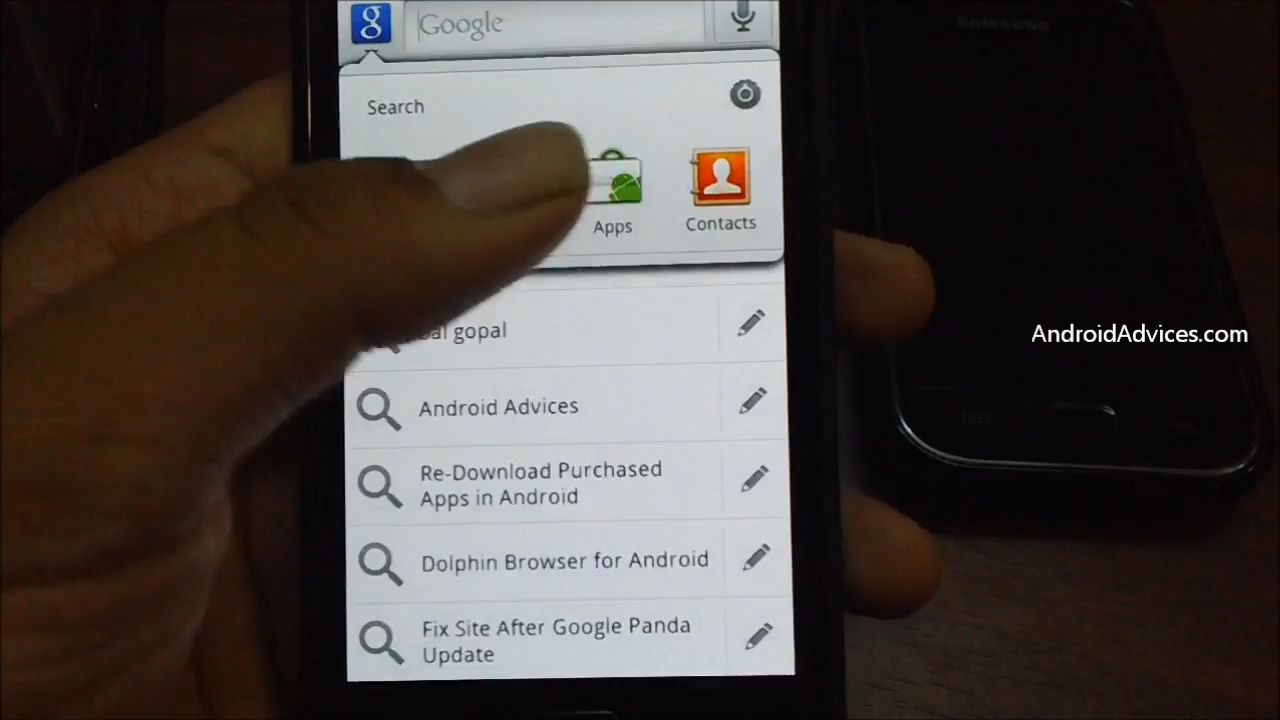 SAMSUNG
g Google
Search
Apps
Contacts
gopal
AndroidAdvices.com
Android Advices
Re-Download Purchased
Apps in Android
Dolphin Browser for Android
Fix Site After Google Panda
Update